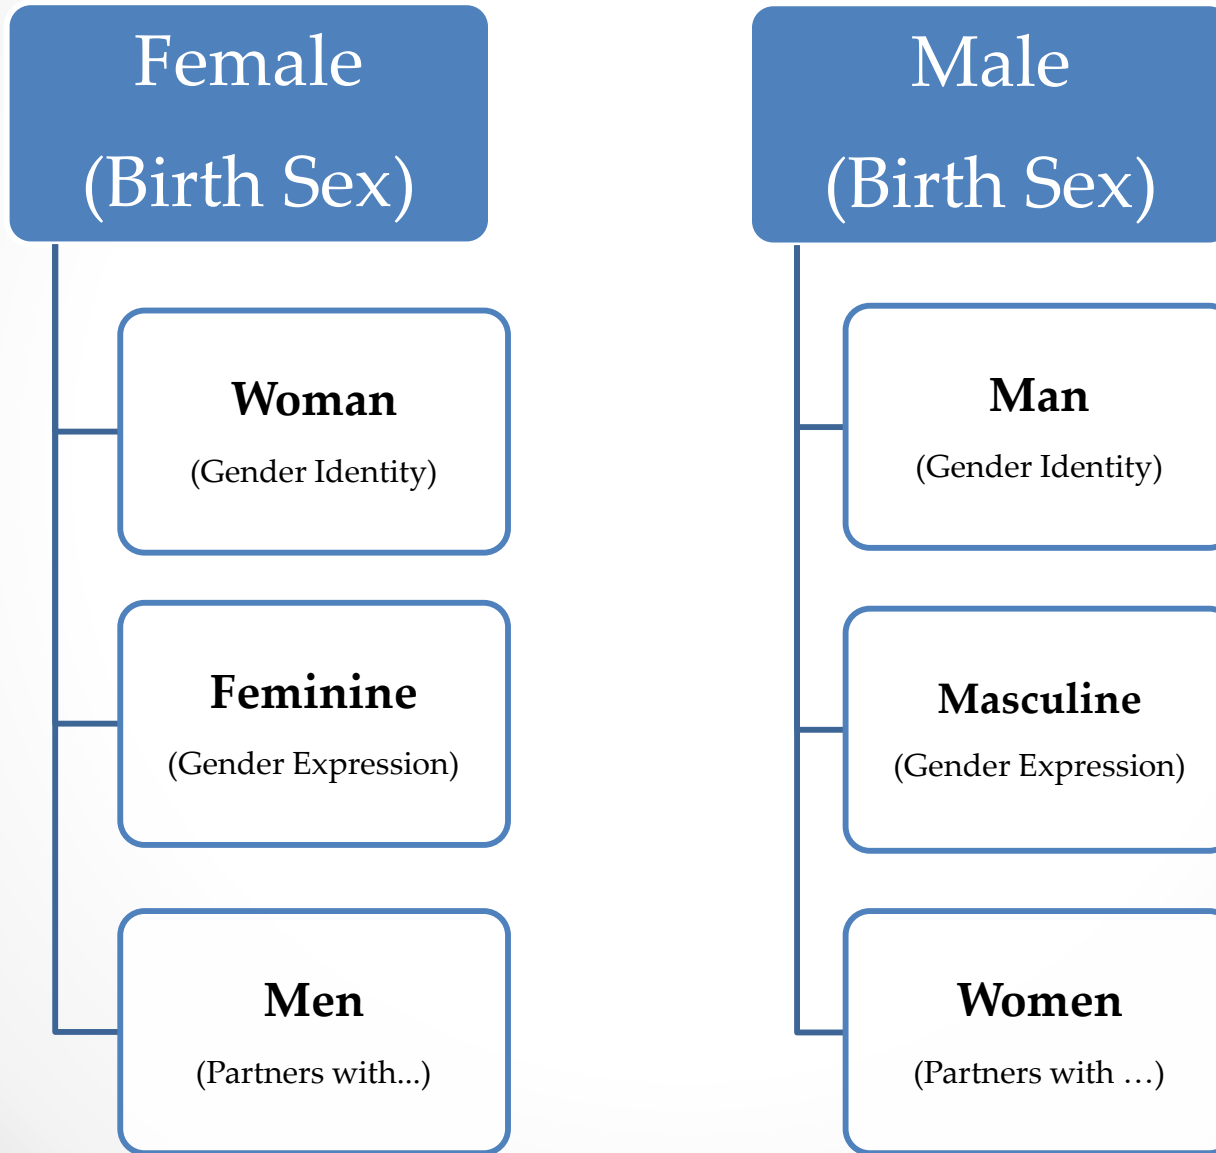 Female
(Birth Sex)
Woman
(Gender Identity)
Feminine
(Gender Expression)
Men
(Partners with...)
Male
(Birth Sex)
Man
(Gender Identity)
Masculine
(Gender Expression)
Women
(Partners with …)